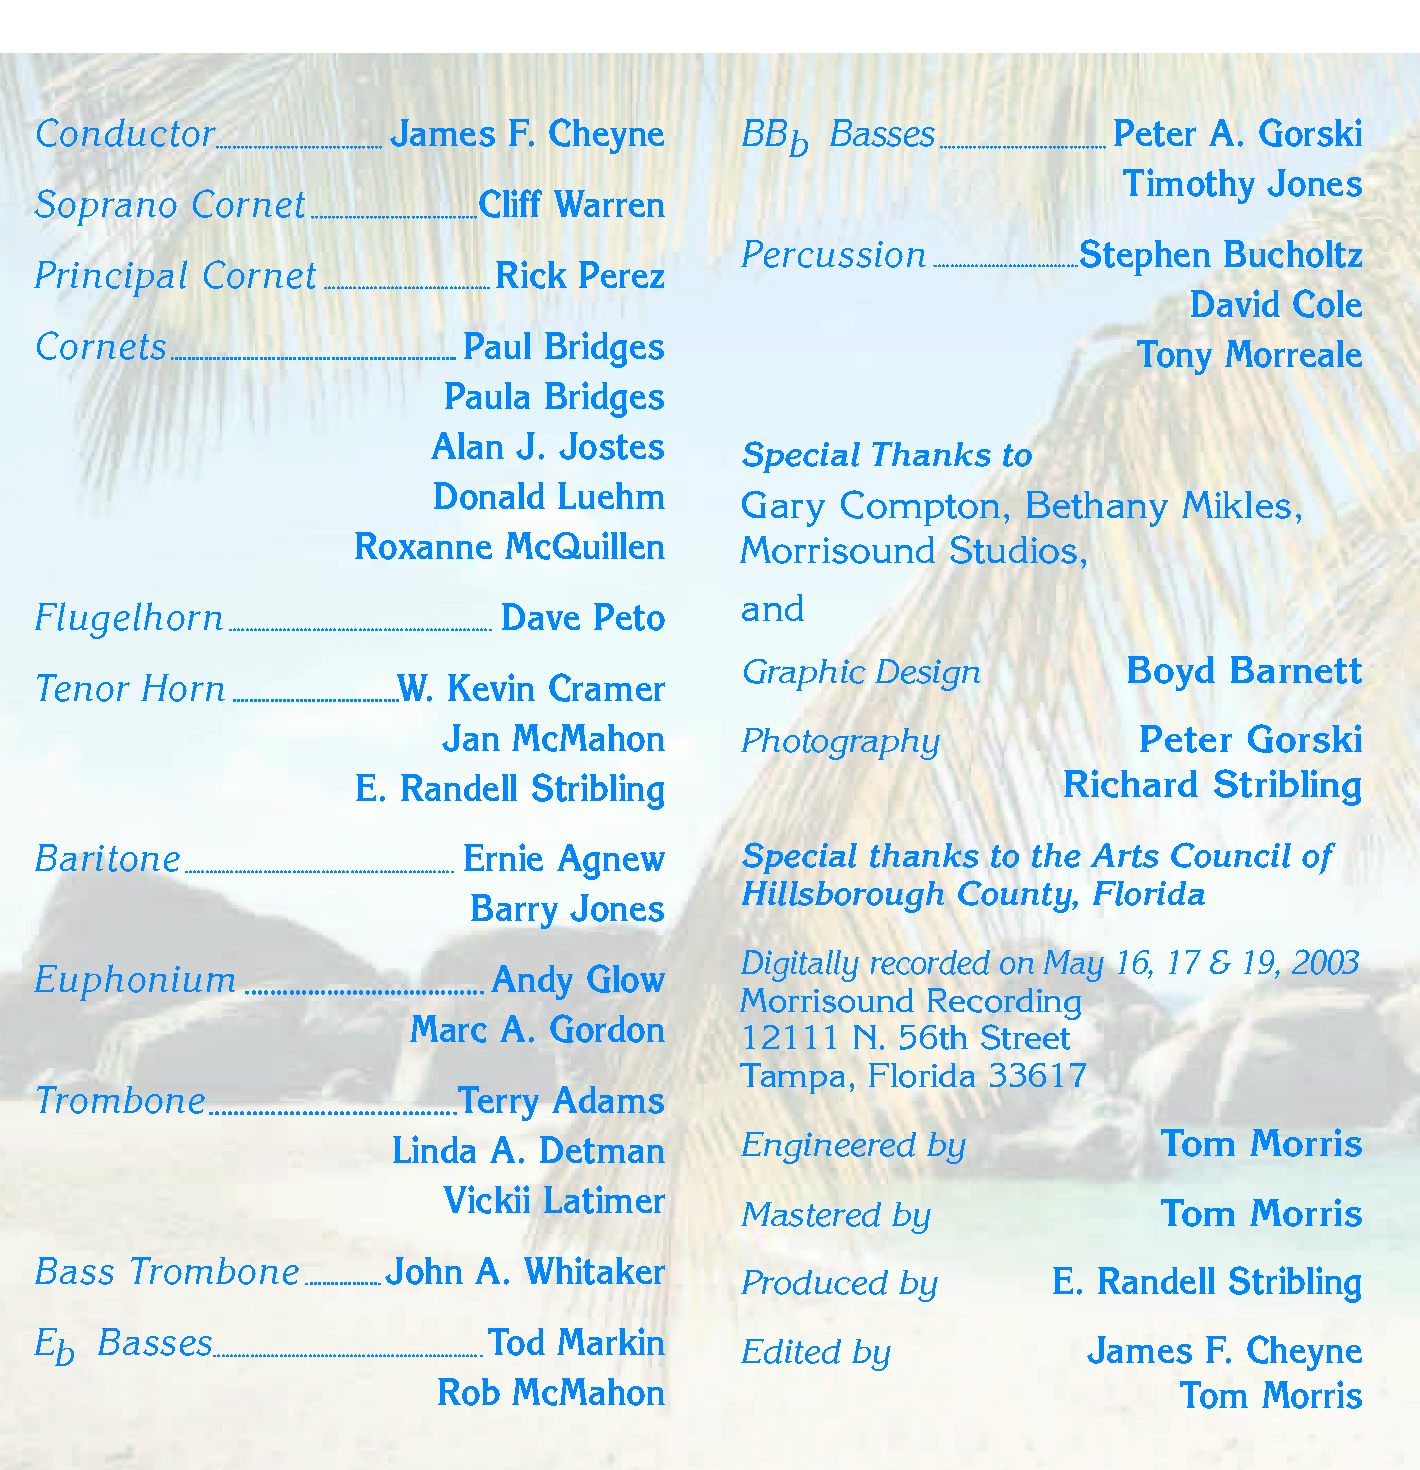 Conductor James F. Cheyne
Soprano Cornet Cliff Warren
Principal Cornet Rick Perez
Cornets Paul Bridges
Paula Bridges
Alan J. Jostes
Donald Luehm
Roxanne McQuillen
Flugelhorn Dave Peto
Tenor Horn W. Kevin Cramer
Jan McMahon
E. Randell Stribling
Baritone Ernie Agnew
Barry Jones
Euphonium Andy Glow
Marc A. Gordon
Trombone Terry Adams
Linda A. Detman
Vickii Latimer
Bass Trombone John A. Whitaker
Eb Basses Tod Markin
Rob McMahon
BBb Basses Peter A. Gorski
Timothy Jones
Percussion Stephen Bucholtz
David Cole
Tony Morreale
Special Thanks to
Gary Compton, Bethany Mikles,
Morrisound Studios,
and
Graphic Design Boyd Barnett
Photography Peter Gorski
Richard Stribling
Special thanks to the Arts Council of
Hillsborough County, Florida
Digitally recorded on May 16, 17 & 19, 2003
Morrisound Recording
12111 N. 56th Street
Tampa, Florida 33617
Engineered by Tom Morris
Mastered by Tom Morris
Produced by E. Randell Stribling
Edited by James F. Cheyne
Tom Morris